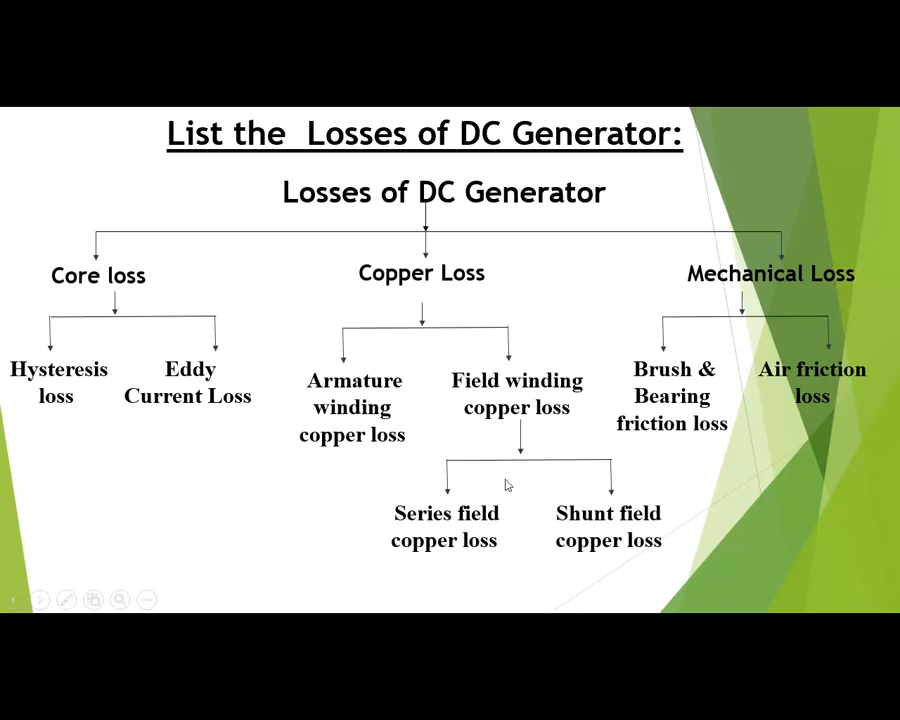 List the  Losses of DC Generator:
Losses of DC Generator
Core loss
Copper Loss
Mechanical Loss
Hysteresis
loss
Eddy
Current Loss
Armature
winding
copper loss
Field winding
copper loss
Brush &
Bearing
friction loss
Air friction
loss
Series field
copper loss
Shunt field
copper loss